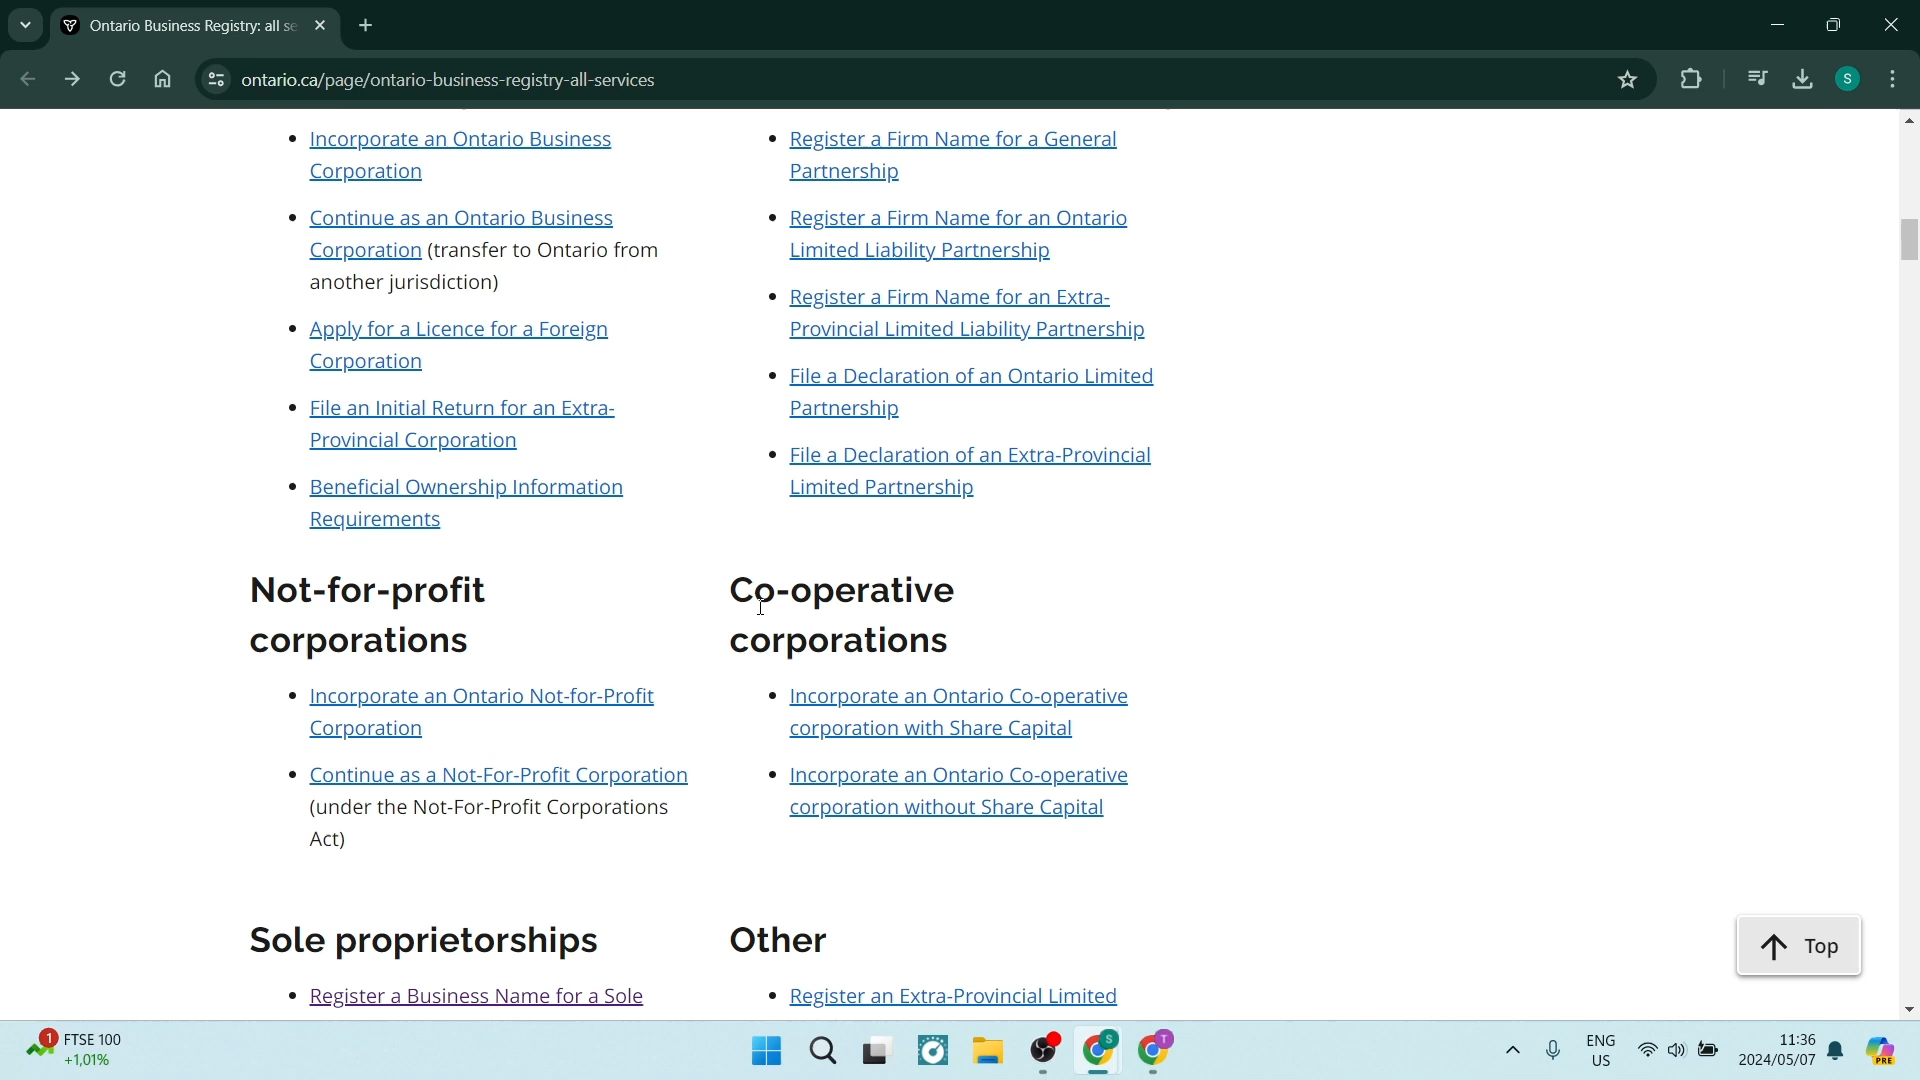 Ontario Business Registry: all se
ontario.ca/page/ontario-business-registry-all-services
S
Incorporate an Ontario Business
Corporation
Continue as an Ontario Business
Corporation (transfer to Ontario from
another jurisdiction)
Apply for a Licence for a Foreign
Corporation
File an Initial Return for an Extra-
Provincial Corporation
Beneficial Ownership Information
Requirements
Register a Firm Name for a General
Partnership
Register a Firm Name for an Ontario
Limited Liability Partnership
Register a Firm Name for an Extra-
Provincial Limited Liability Partnership
File a Declaration of an Ontario Limited
Partnership
File a Declaration of an Extra-Provincial
Limited Partnership
Not-for-profit
corporations
Incorporate an Ontario Not-for-Profit
Corporation
Continue as a Not-For-Profit Corporation
(under the Not-For-Profit Corporations
Act)
Co-operative
corporations
Incorporate an Ontario Co-operative
corporation with Share Capital
Incorporate an Ontario Co-operative
corporation without Share Capital
Sole proprietorships
Register a Business Name for a Sole
Other
Register an Extra-Provincial Limited
Top
1
FTSE 100
+1,01%
S
T
ENG
US
11:36
2024/05/07
PRE